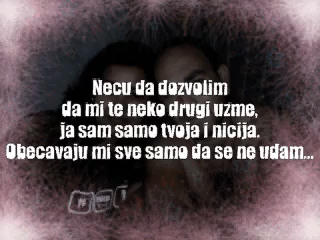 Necu da dozvolim
da mi te neko drugi uzme,
ja sam samo tvoja i nicija.
Obecavaju mi sve samo da se ne udam...